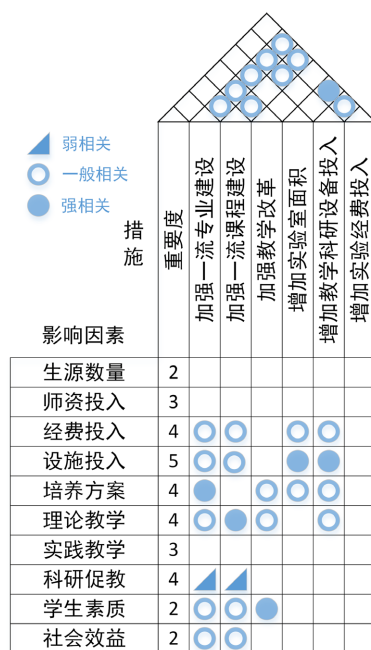 弱相关
一般相关
强相关
措施
重要度
加强一流专业建设
加强一流课程建设
加强教学改革
增加实验室面积
增加教学科研设备投入
增加实验经费投入
影响因素
生源数量 2
师资投入 3
经费投入 4
设施投入 5
培养方案 4
理论教学 4
实践教学 3
科研促教 4
学生素质 2
社会效益 2